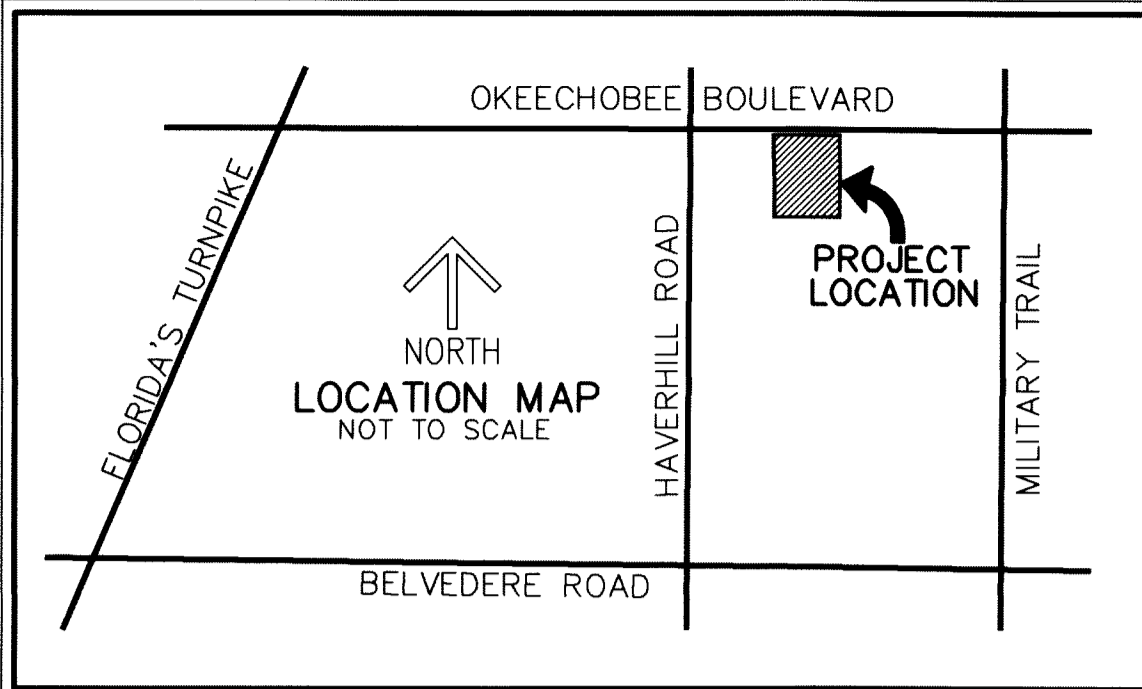 OKEECHOBEE BOULEVARD
FLORIDA'S TURNPIKE
HAVERHILL ROAD
PROJECT
LOCATION
MILITARY TRAIL
NORTH
LOCATION MAP
NOT TO SCALE
BELVEDERE ROAD